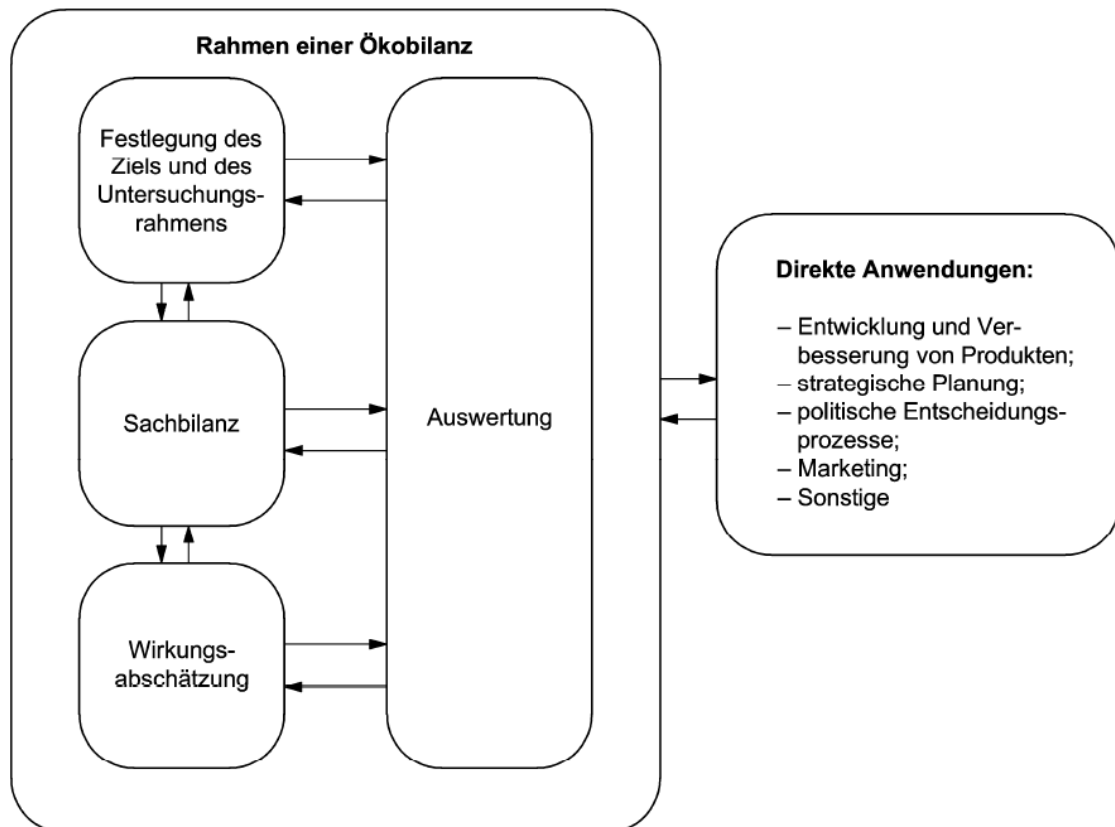 Rahmen einer Ökobilanz
Festlegung des
Ziels und des
Untersuchungs-
rahmens
Sachbilanz
Wirkungs-
abschätzung
Auswertung
Direkte Anwendungen:
– Entwicklung und Ver-
besserung von Produkten;
– strategische Planung;
– politische Entscheidungs-
prozesse;
– Marketing;
– Sonstige